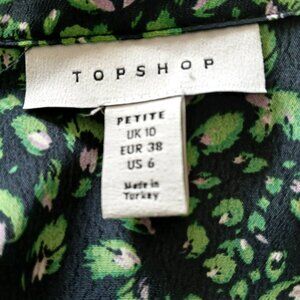 TOPSHOP
PETITE
UK 10
EUR 38
US 6
Made in
Turkey